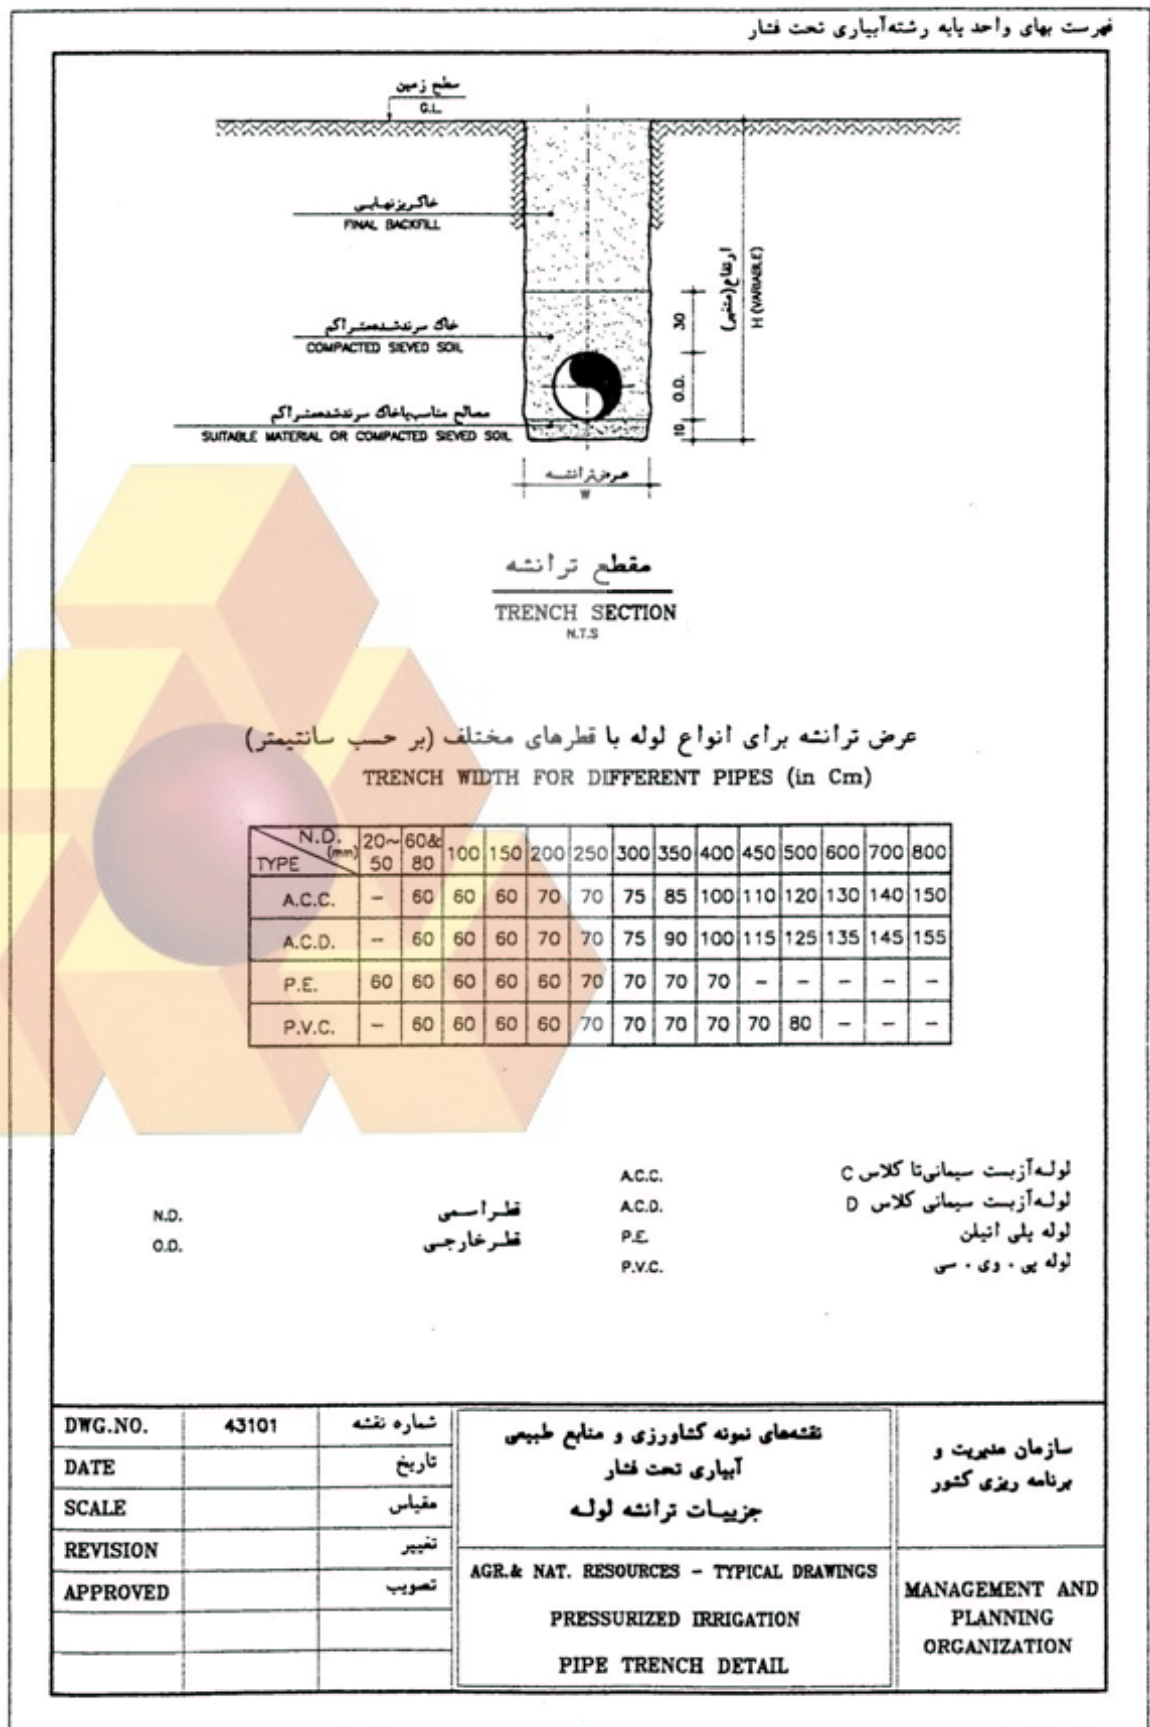 فهرست بهای واحد پایه رشته‌آبیاری تحت فشار
سطح زمین
G.L.
خاکریزنهایی
FINAL BACKFILL
خاک سرندشده‌متراکم
COMPACTED SIEVED SOIL
مصالح مناسب‌یاخاک سرندشده‌متراکم
SUITABLE MATERIAL OR COMPACTED SIEVED SOIL
30
O.D.
10
ارتفاع(متغیر)
H (VARIABLE)
عرض‌ترانشه
W
مقطع ترانشه
TRENCH SECTION
N.T.S
عرض ترانشه برای انواع لوله با قطرهای مختلف (بر حسب سانتیمتر)
TRENCH WIDTH FOR DIFFERENT PIPES (in Cm)
TYPE N.D. (mm) 20~50 60&80 100 150 200 250 300 350 400 450 500 600 700 800
A.C.C. – 60 60 60 70 70 75 85 100 110 120 130 140 150
A.C.D. – 60 60 60 70 70 75 90 100 115 125 135 145 155
P.E. 60 60 60 60 60 70 70 70 70 – – – – –
P.V.C. – 60 60 60 60 70 70 70 70 70 80 – – –
A.C.C. لوله‌آزبست سیمانی‌تا کلاس C
A.C.D. لوله‌آزبست سیمانی کلاس D
P.E. لوله پلی اتیلن
P.V.C. لوله پی . وی . سی
N.D. قطراسمی
O.D. قطرخارجی
DWG.NO. 43101 شماره نقشه
DATE تاریخ
SCALE مقیاس
REVISION تغییر
APPROVED تصویب
نقشه‌های نمونه کشاورزی و منابع طبیعی
آبیاری تحت فشار
جزییات ترانشه لوله
AGR.& NAT. RESOURCES – TYPICAL DRAWINGS
PRESSURIZED IRRIGATION
PIPE TRENCH DETAIL
سازمان مدیریت و
برنامه ریزی کشور
MANAGEMENT AND
PLANNING
ORGANIZATION